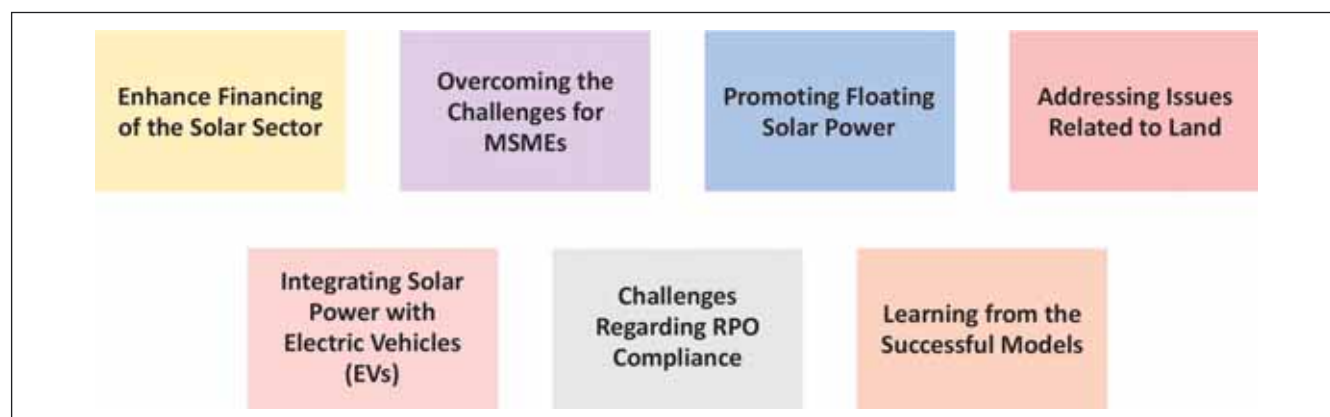 Enhance Financing
of the Solar Sector
Overcoming the
Challenges for
MSMEs
Promoting Floating
Solar Power
Addressing Issues
Related to Land
Integrating Solar
Power with
Electric Vehicles
(EVs)
Challenges
Regarding RPO
Compliance
Learning from the
Successful Models